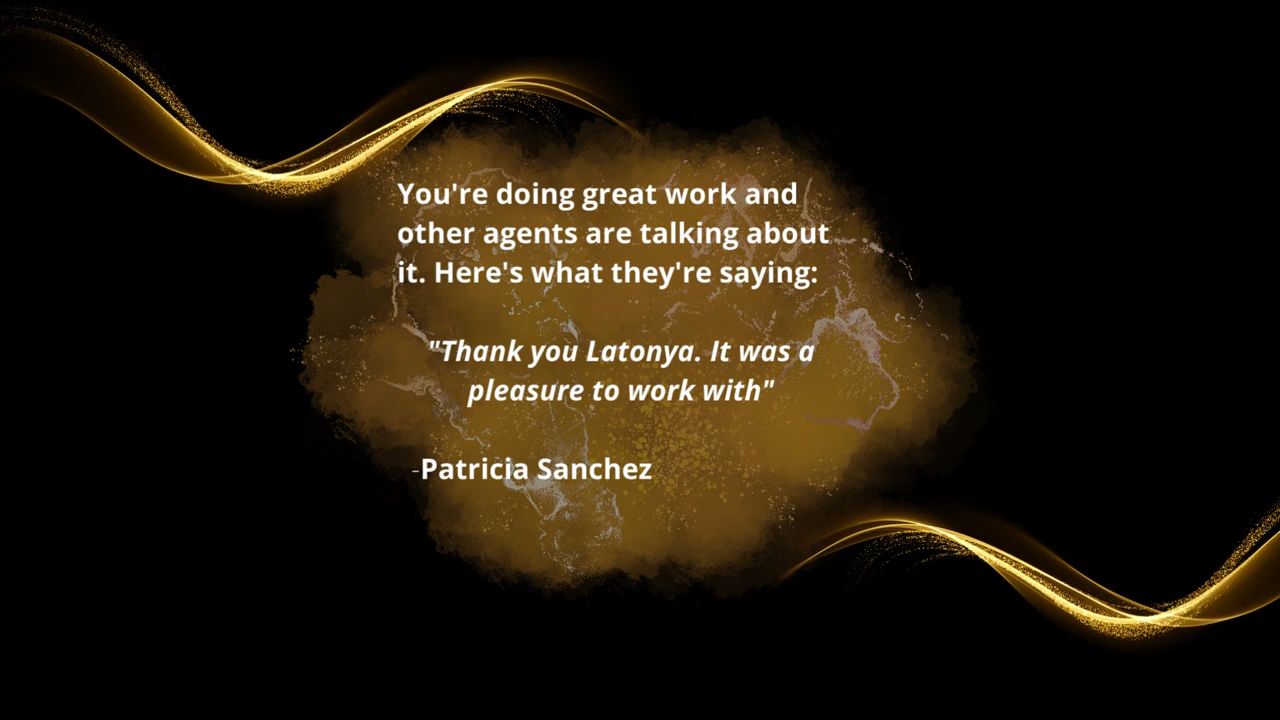 You're doing great work and
other agents are talking about
it. Here's what they're saying:
"Thank you Latonya. It was a
pleasure to work with"
-Patricia Sanchez